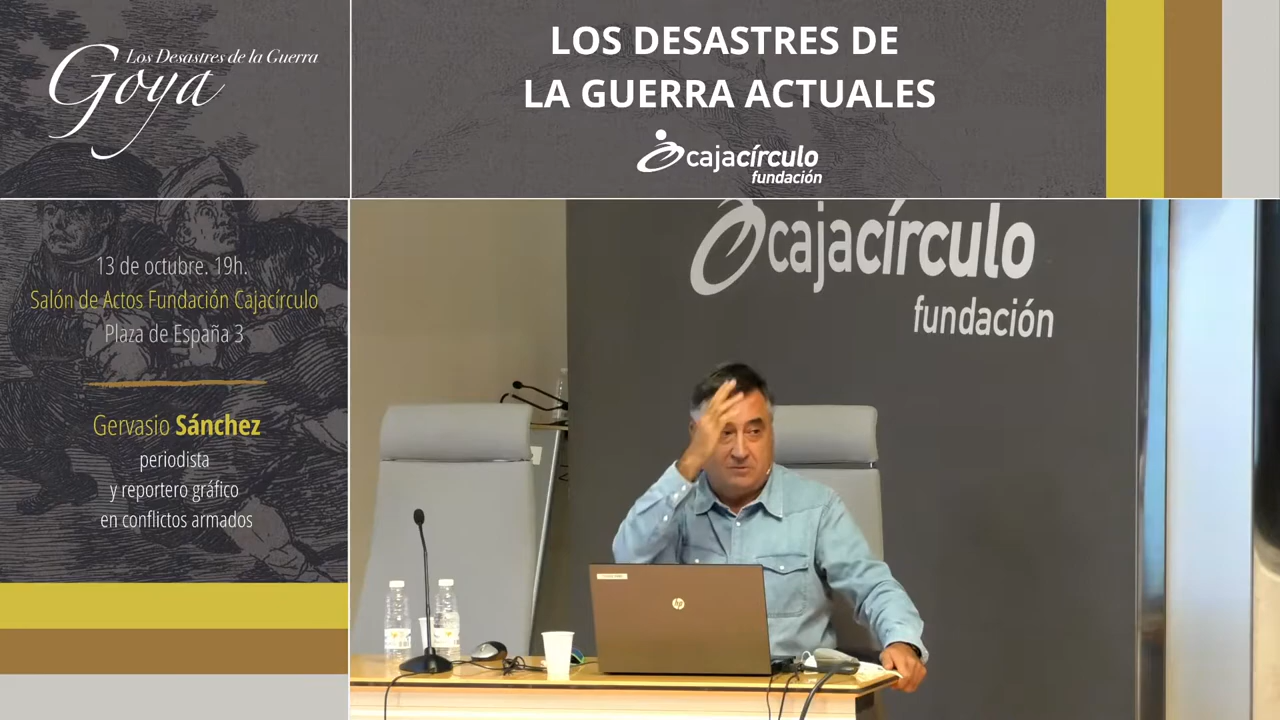 Los Desastres de la Guerra
Goya
LOS DESASTRES DE
LA GUERRA ACTUALES
cajacírculo
fundación
13 de octubre. 19h.
Salón de Actos Fundación Cajacírculo
Plaza de España 3
Gervasio Sánchez
periodista
y reportero gráfico
en conflictos armados
cajacírculo
fundación
hp